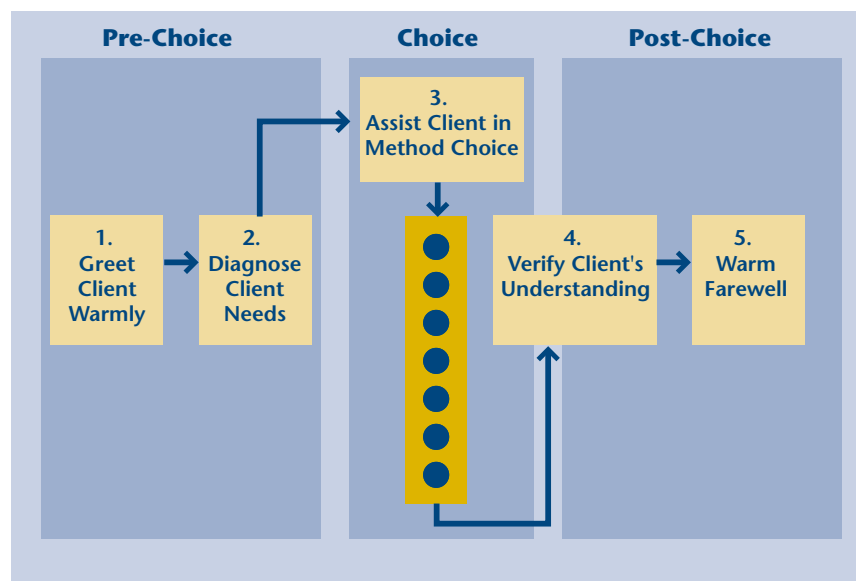 Pre-Choice
Choice
Post-Choice
1.
Greet
Client
Warmly
2.
Diagnose
Client
Needs
3.
Assist Client in
Method Choice
4.
Verify Client's
Understanding
5.
Warm
Farewell